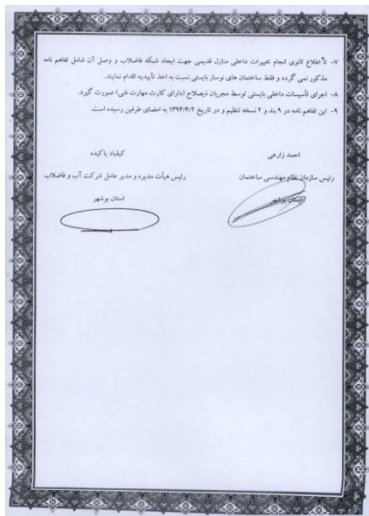 ۷- تا اطلاع ثانوی انجام تغییرات داخلی منازل قدیمی جهت ایجاد شبکه فاضلاب و وصل آن شامل تفاهم نامه
مذکور نمی گردد و فقط ساختمان های نوساز بایستی نسبت به اخذ تأییدیه اقدام نمایند.
۸- اجرای تأسیسات داخلی بایستی توسط مجریان ذیصلاح (دارای کارت مهارت فنی) صورت گیرد.
۹- این تفاهم نامه در ۹ بند و ۲ نسخه تنظیم و در تاریخ ۱۳۹۴/۴/۲ به امضای طرفین رسیده است.
احمد زارعی
رئیس سازمان نظام مهندسی ساختمان
استان بوشهر
کیقباد یاکیده
رئیس هیأت مدیره و مدیر عامل شرکت آب و فاضلاب
استان بوشهر